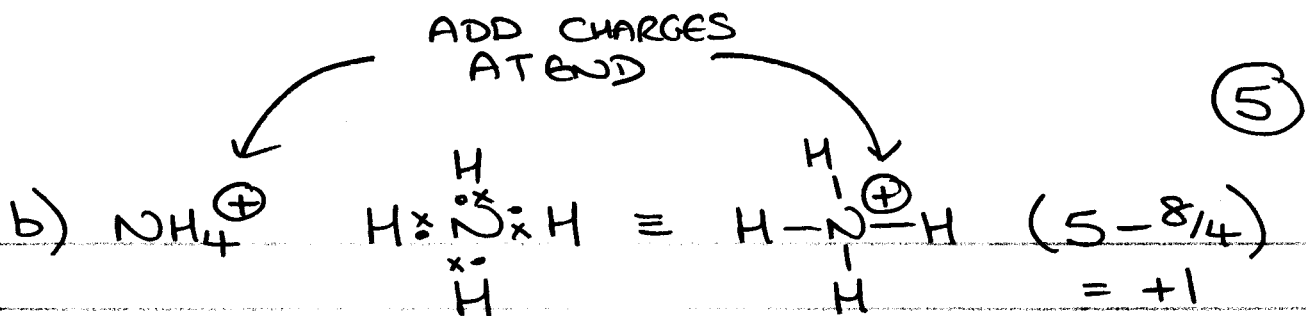 ADD CHARGES
AT END
5
b) NH₄⊕ H ×• N •× H ≡ H–N⊕–H (5 – 8/4)
H H
H H = +1